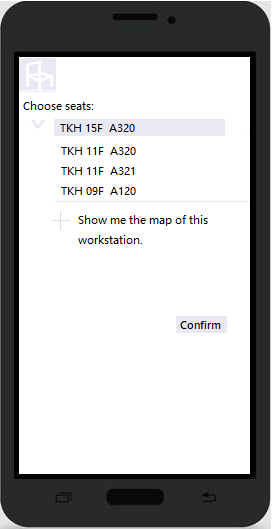 Choose seats:
TKH 15F A320
TKH 11F A320
TKH 11F A321
TKH 09F A120
Show me the map of this
workstation.
Confirm